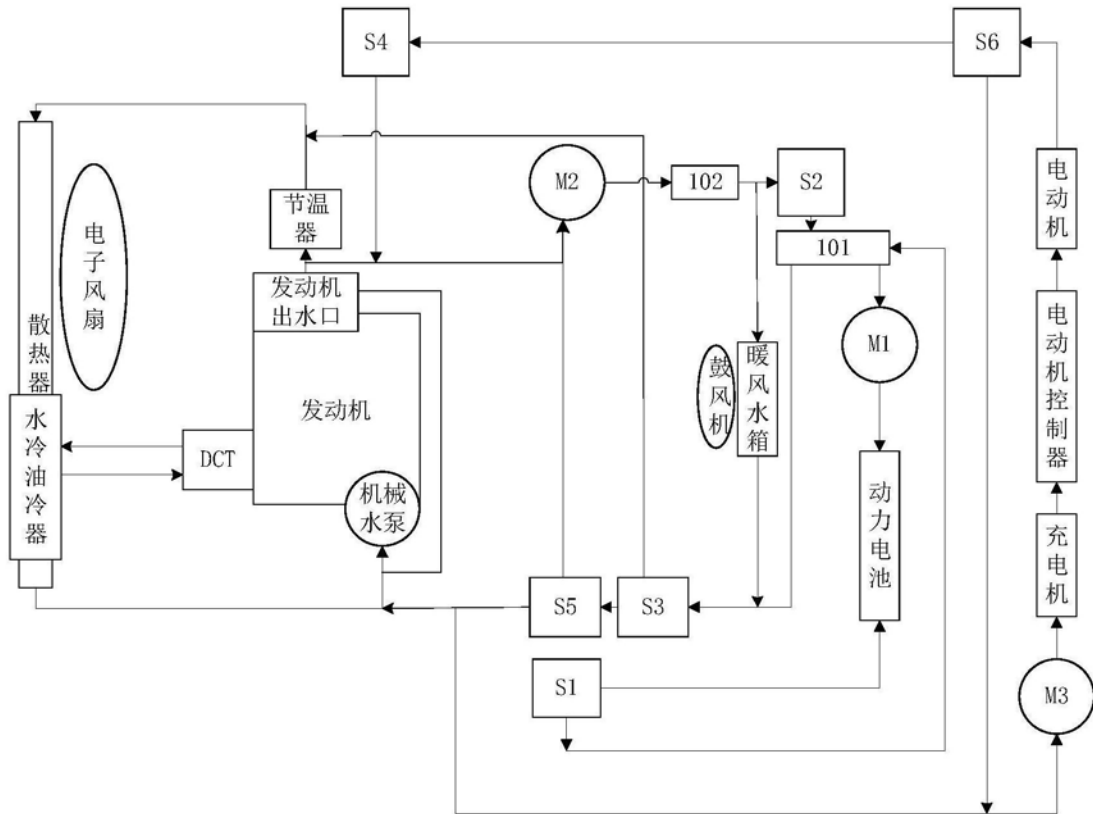 S4
S6
M2
102
S2
101
节温
器
电子风扇
电动机
发动机
出水口
散热器
M1
鼓风机
暖风水箱
电动机控制器
发动机
水冷油冷器
DCT
动力电池
机械
水泵
充电机
S5
S3
S1
M3